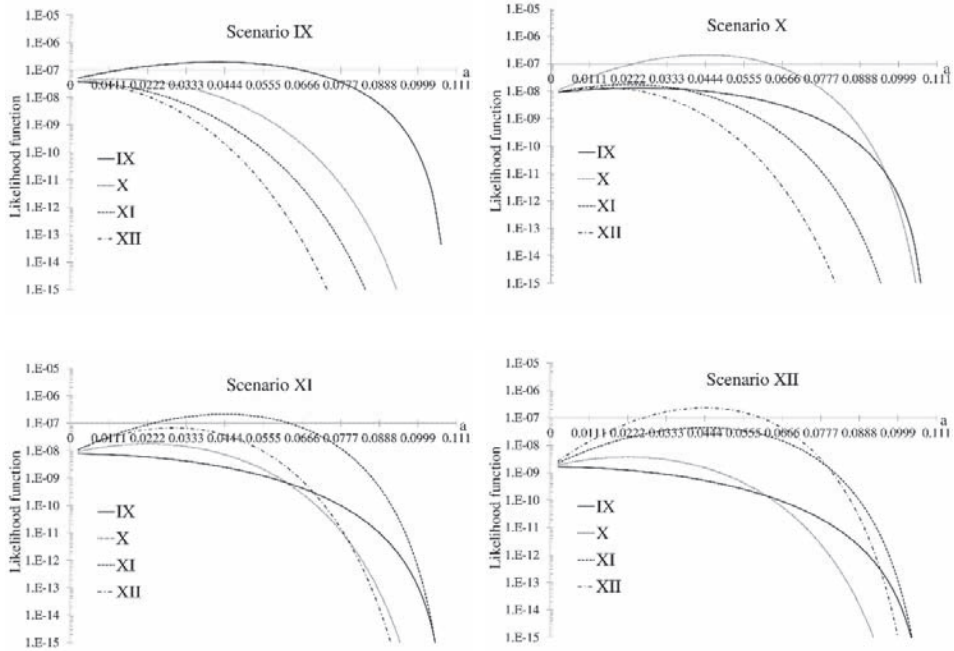 Scenario IX
Likelihood function
1.E-05
1.E-06
1.E-07
1.E-08
1.E-09
1.E-10
1.E-11
1.E-12
1.E-13
1.E-14
1.E-15
a
0 0.0111 0.0222 0.0333 0.0444 0.0555 0.0666 0.0777 0.0888 0.0999 0.111
IX
X
XI
XII
Scenario X
Likelihood function
1.E-05
1.E-06
1.E-07
1.E-08
1.E-09
1.E-10
1.E-11
1.E-12
1.E-13
1.E-14
1.E-15
a
0 0.0111 0.0222 0.0333 0.0444 0.0555 0.0666 0.0777 0.0888 0.0999 0.111
IX
X
XI
XII
Scenario XI
Likelihood function
1.E-05
1.E-06
1.E-07
1.E-08
1.E-09
1.E-10
1.E-11
1.E-12
1.E-13
1.E-14
1.E-15
a
0 0.0111 0.0222 0.0333 0.0444 0.0555 0.0666 0.0777 0.0888 0.0999 0.111
IX
X
XI
XII
Scenario XII
Likelihood function
1.E-05
1.E-06
1.E-07
1.E-08
1.E-09
1.E-10
1.E-11
1.E-12
1.E-13
1.E-14
1.E-15
a
0 0.0111 0.0222 0.0333 0.0444 0.0555 0.0666 0.0777 0.0888 0.0999 0.111
IX
X
XI
XII